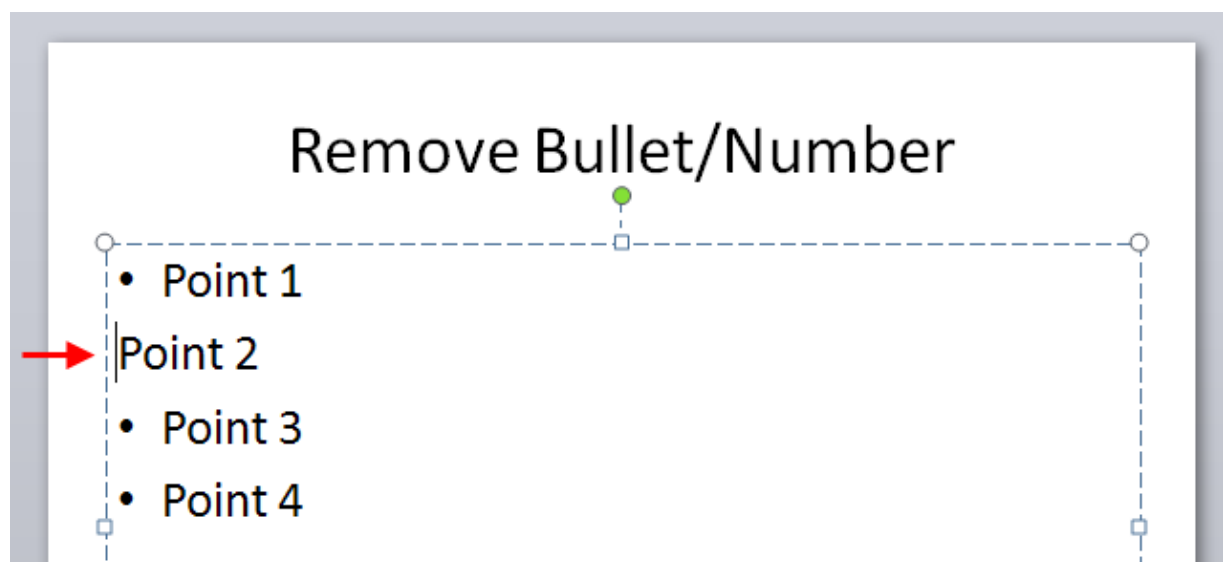 Remove Bullet/Number
• Point 1
Point 2
• Point 3
• Point 4